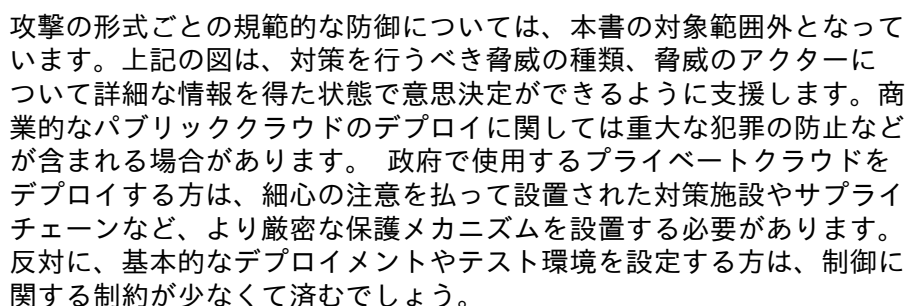 攻撃の形式ごとの規範的な防御については、本書の対象範囲外となって
います。上記の図は、対策を行うべき脅威の種類、脅威のアクターに
ついて詳細な情報を得た状態で意思決定ができるように支援します。商
業的なパブリッククラウドのデプロイに関しては重大な犯罪の防止など
が含まれる場合があります。 政府で使用するプライベートクラウドを
デプロイする方は、細心の注意を払って設置された対策施設やサプライ
チェーンなど、より厳密な保護メカニズムを設置する必要があります。
反対に、基本的なデプロイメントやテスト環境を設定する方は、制御に
関する制約が少なくて済むでしょう。